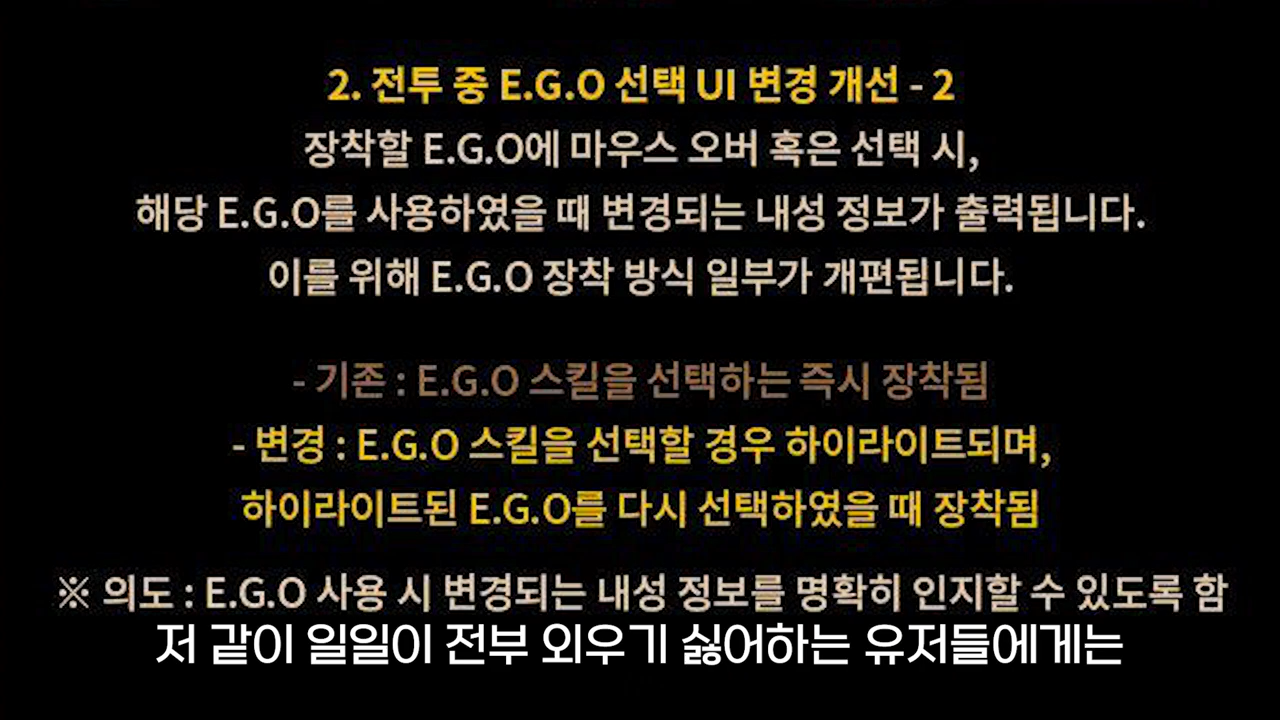 2. 전투 중 E.G.O 선택 UI 변경 개선 - 2
장착할 E.G.O에 마우스 오버 혹은 선택 시,
해당 E.G.O를 사용하였을 때 변경되는 내성 정보가 출력됩니다.
이를 위해 E.G.O 장착 방식 일부가 개편됩니다.
- 기존 : E.G.O 스킬을 선택하는 즉시 장착됨
- 변경 : E.G.O 스킬을 선택할 경우 하이라이트되며,
하이라이트된 E.G.O를 다시 선택하였을 때 장착됨
※ 의도 : E.G.O 사용 시 변경되는 내성 정보를 명확히 인지할 수 있도록 함
저 같이 일일이 전부 외우기 싫어하는 유저들에게는